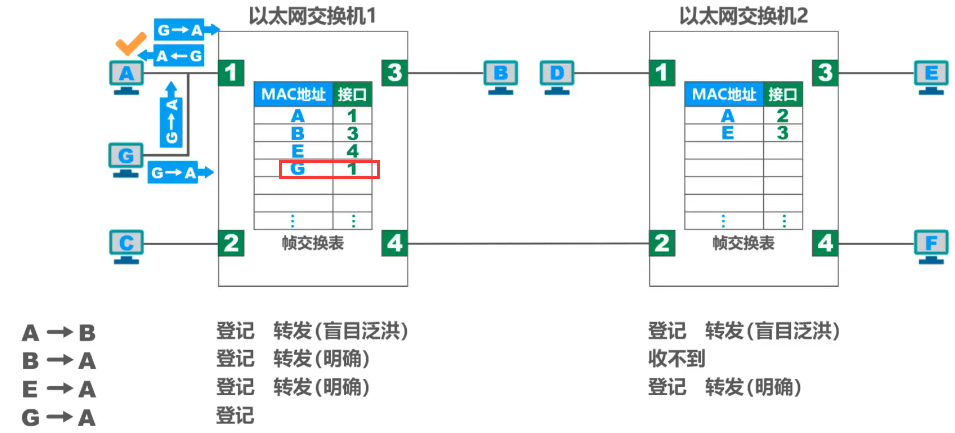 以太网交换机1
以太网交换机2
G→A
A←G
A
1
3
B
D
1
3
E
MAC地址 接口
A 1
B 3
E 4
G 1
⋮ ⋮
MAC地址 接口
A 2
E 3
⋮ ⋮
G→A
G
G→A
C
2
帧交换表
4
2
帧交换表
4
F
A→B 登记 转发(盲目泛洪) 登记 转发(盲目泛洪)
B→A 登记 转发(明确) 收不到
E→A 登记 转发(明确) 登记 转发(明确)
G→A 登记